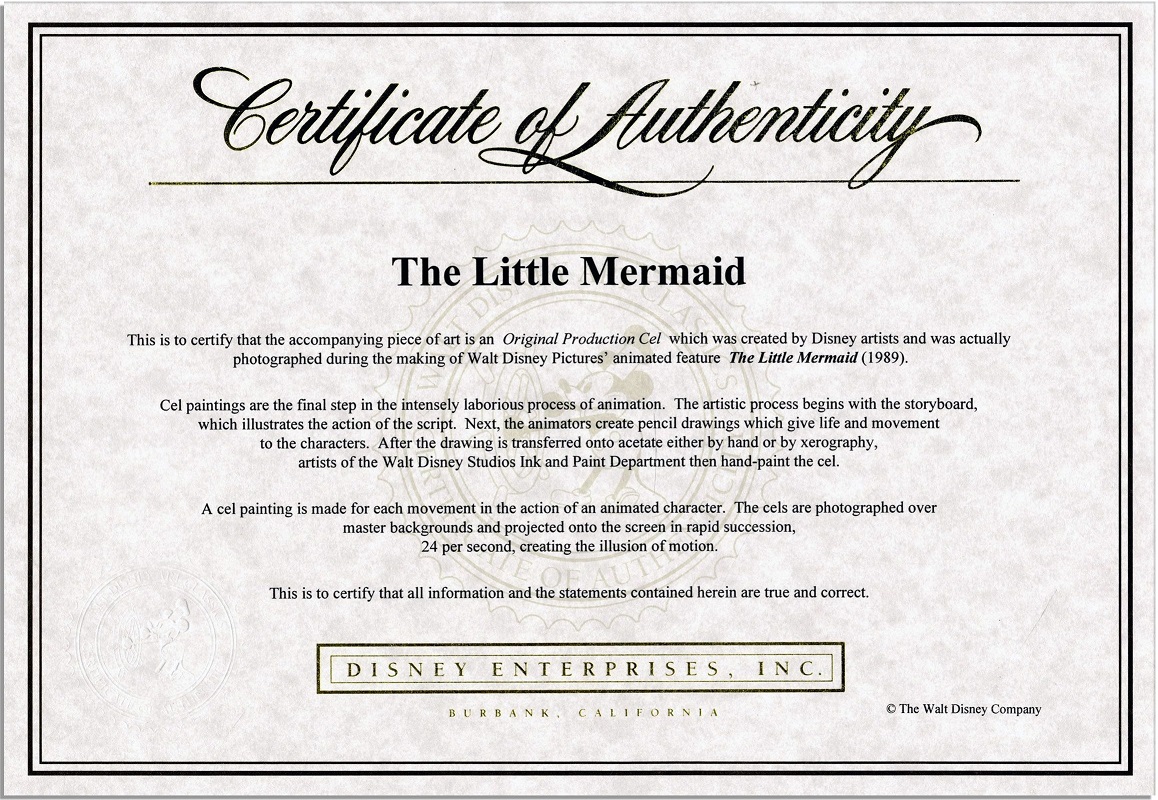 Certificate of Authenticity
The Little Mermaid
This is to certify that the accompanying piece of art is an Original Production Cel which was created by Disney artists and was actually
photographed during the making of Walt Disney Pictures' animated feature The Little Mermaid (1989).
Cel paintings are the final step in the intensely laborious process of animation. The artistic process begins with the storyboard,
which illustrates the action of the script. Next, the animators create pencil drawings which give life and movement
to the characters. After the drawing is transferred onto acetate either by hand or by xerography,
artists of the Walt Disney Studios Ink and Paint Department then hand-paint the cel.
A cel painting is made for each movement in the action of an animated character. The cels are photographed over
master backgrounds and projected onto the screen in rapid succession,
24 per second, creating the illusion of motion.
This is to certify that all information and the statements contained herein are true and correct.
DISNEY ENTERPRISES, INC.
BURBANK, CALIFORNIA
© The Walt Disney Company